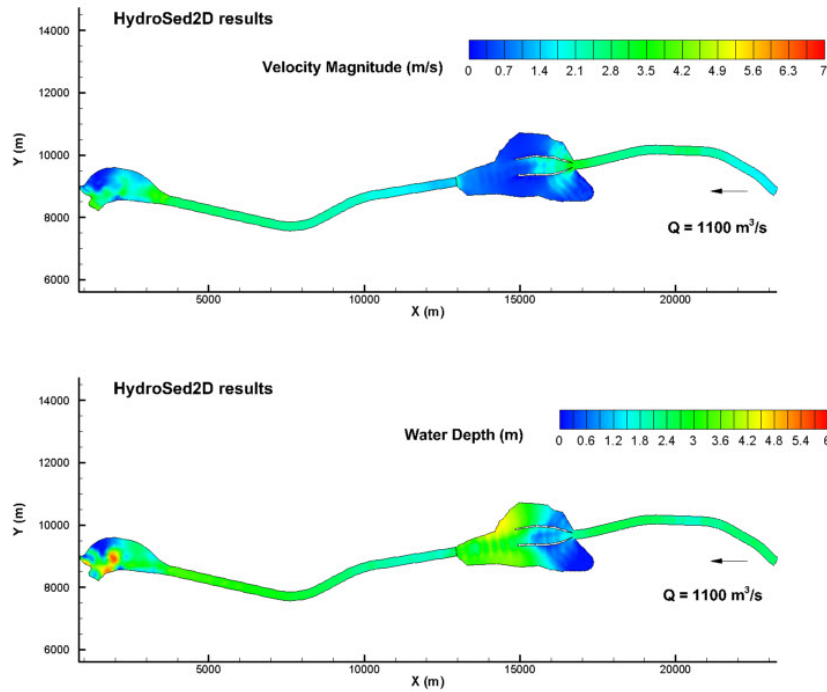 HydroSed2D results
Velocity Magnitude (m/s)
0 0.7 1.4 2.1 2.8 3.5 4.2 4.9 5.6 6.3 7
14000
12000
10000
8000
6000
Y (m)
Q = 1100 m³/s
5000 10000 15000 20000
X (m)
HydroSed2D results
Water Depth (m)
0 0.6 1.2 1.8 2.4 3 3.6 4.2 4.8 5.4 6
14000
12000
10000
8000
6000
Y (m)
Q = 1100 m³/s
5000 10000 15000 20000
X (m)